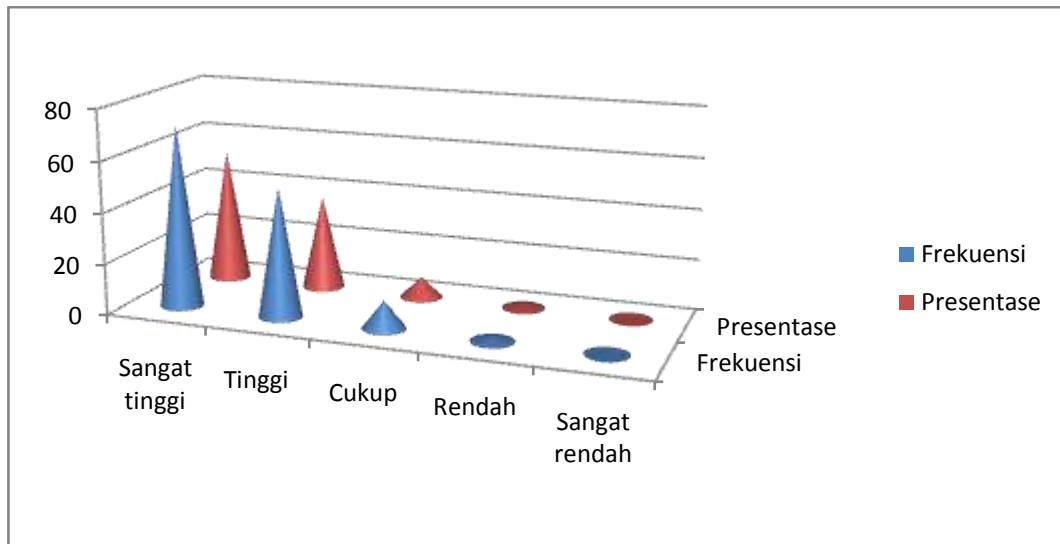 80
60
40
20
0
Sangat
tinggi
Tinggi
Cukup
Rendah
Sangat
rendah
Presentase
Frekuensi
Frekuensi
Presentase